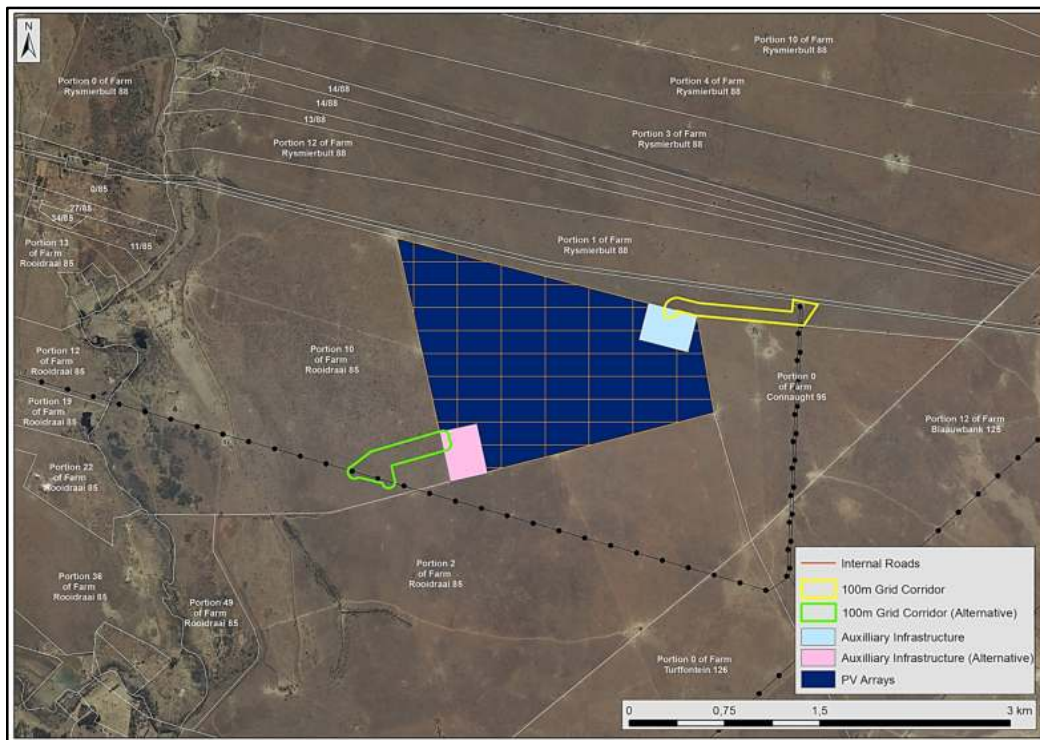 N
Portion 10 of Farm
Rysmierbult 88
Portion 0 of Farm
Rysmierbult 88
Portion 4 of Farm
Rysmierbult 88
14/88
14/88
13/88
Portion 3 of Farm
Rysmierbult 88
Portion 12 of Farm
Rysmierbult 88
0/85
27/85
34/85
11/85
Portion 13
of Farm
Rooidraai 85
Portion 1 of Farm
Rysmierbult 88
Portion 12
of Farm
Rooidraai 85
Portion 10
of Farm
Rooidraai 85
Portion 0
of Farm
Connaught 95
Portion 19
of Farm
Rooidraai 85
Portion 12 of Farm
Blaauwbank 125
Portion 22
of Farm
Rooidraai 85
Portion 2 of
Farm
Rooidraai 85
Portion 36
of Farm
Rooidraai 85
Portion 49
of Farm
Rooidraai 85
Portion 0 of Farm
Turffontein 126
Internal Roads
100m Grid Corridor
100m Grid Corridor (Alternative)
Auxilliary Infrastructure
Auxilliary Infrastructure (Alternative)
PV Arrays
0 0,75 1,5 3 km